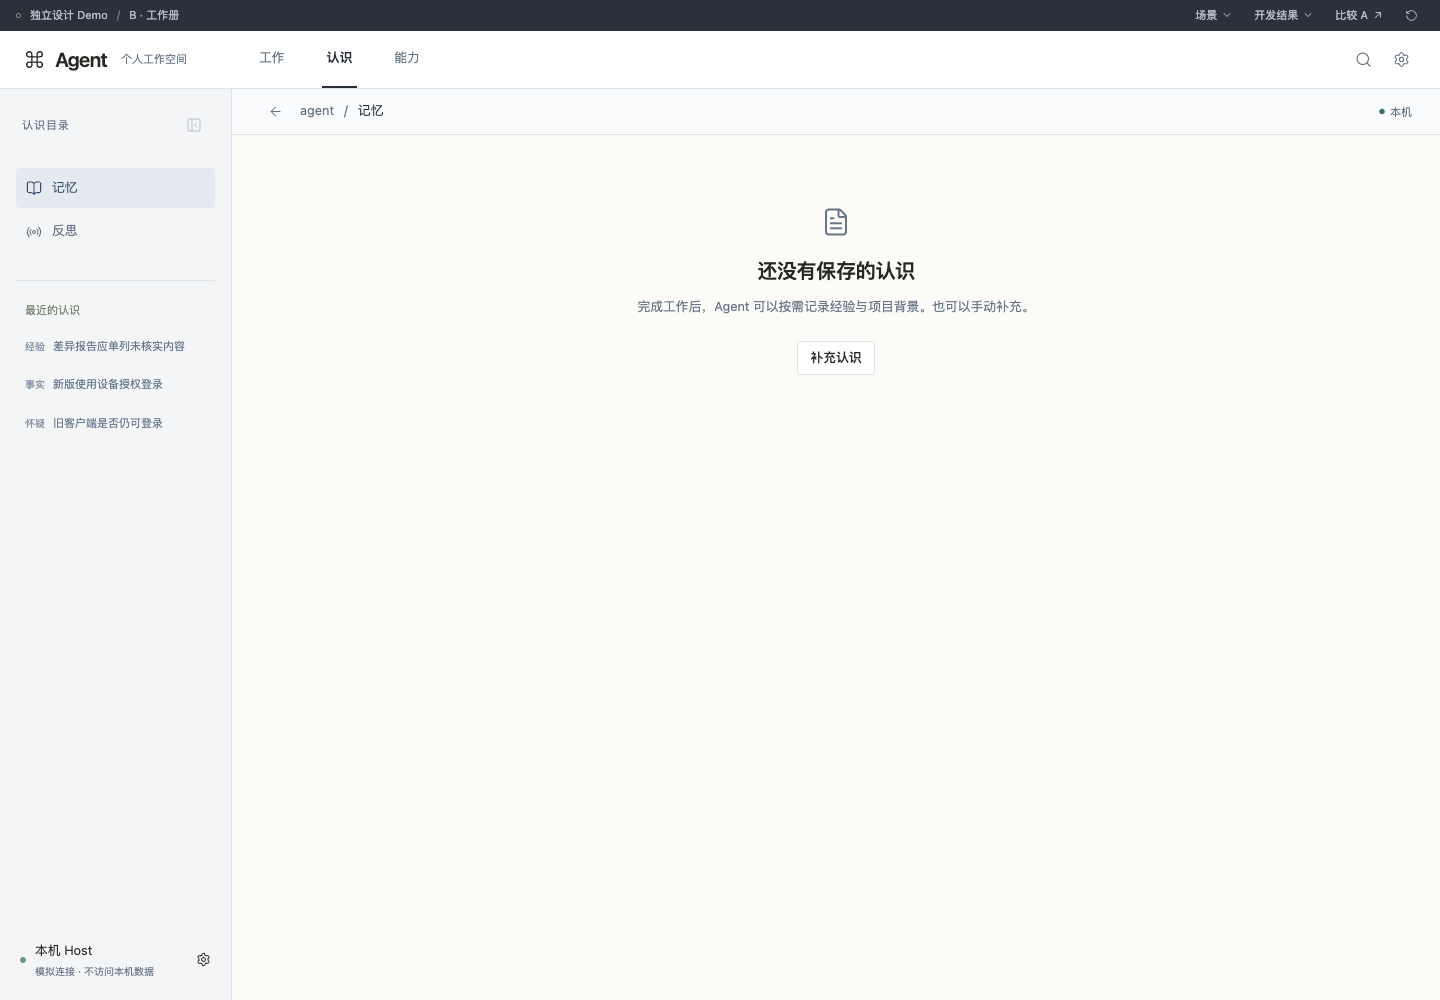 独立设计 Demo / B · 工作册
场景 开发结果 比较 A
Agent 个人工作空间 工作 认识 能力
认识目录
agent / 记忆
本机
记忆
反思
最近的认识
经验 差异报告应单列未核实内容
事实 新版使用设备授权登录
怀疑 旧客户端是否仍可登录
还没有保存的认识
完成工作后，Agent 可以按需记录经验与项目背景。也可以手动补充。
补充认识
本机 Host
模拟连接 · 不访问本机数据